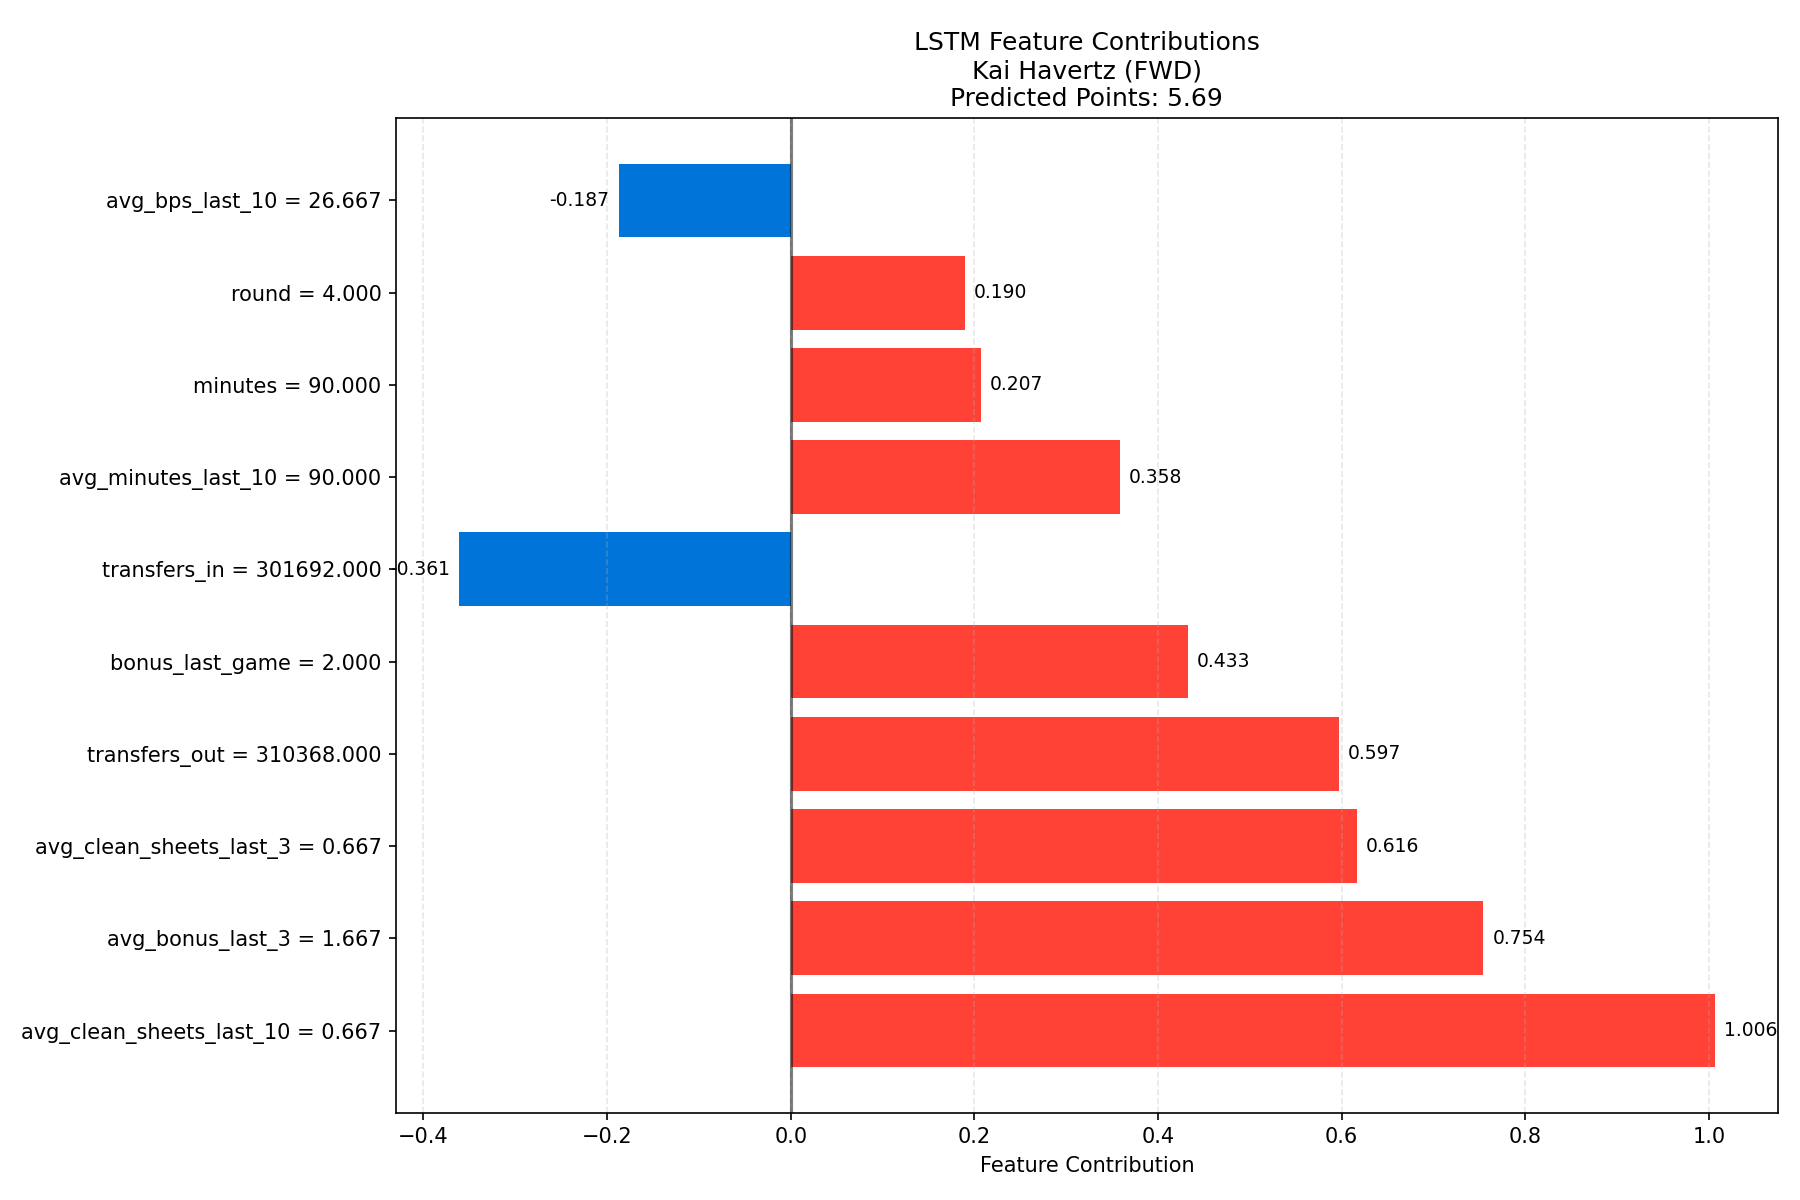 LSTM Feature Contributions
Kai Havertz (FWD)
Predicted Points: 5.69
avg_bps_last_10 = 26.667
-0.187
round = 4.000
0.190
minutes = 90.000
0.207
avg_minutes_last_10 = 90.000
0.358
transfers_in = 301692.000
0.361
bonus_last_game = 2.000
0.433
transfers_out = 310368.000
0.597
avg_clean_sheets_last_3 = 0.667
0.616
avg_bonus_last_3 = 1.667
0.754
avg_clean_sheets_last_10 = 0.667
1.006
−0.4 −0.2 0.0 0.2 0.4 0.6 0.8 1.0
Feature Contribution